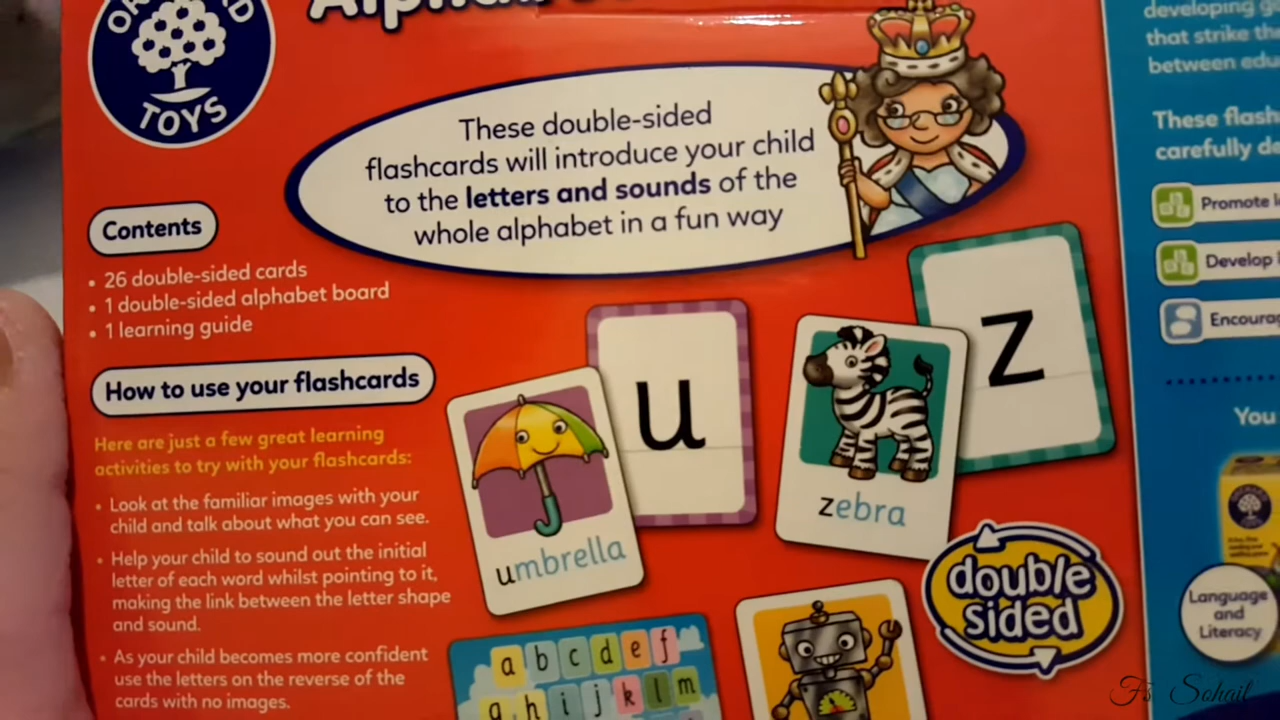 TOYS
These double-sided
flashcards will introduce your child
to the letters and sounds of the
whole alphabet in a fun way
Contents
• 26 double-sided cards
• 1 double-sided alphabet board
• 1 learning guide
How to use your flashcards
Here are just a few great learning
activities to try with your flashcards:
• Look at the familiar images with your
child and talk about what you can see.
• Help your child to sound out the initial
letter of each word whilst pointing to it,
making the link between the letter shape
and sound.
• As your child becomes more confident
use the letters on the reverse of the
cards with no images.
u
umbrella
z
zebra
double
sided
a b c d e f
g h i j k l m
developing
that strike the
between
These
carefully
Promote
Develop
You
Language
and
Literacy
Fs Sohail